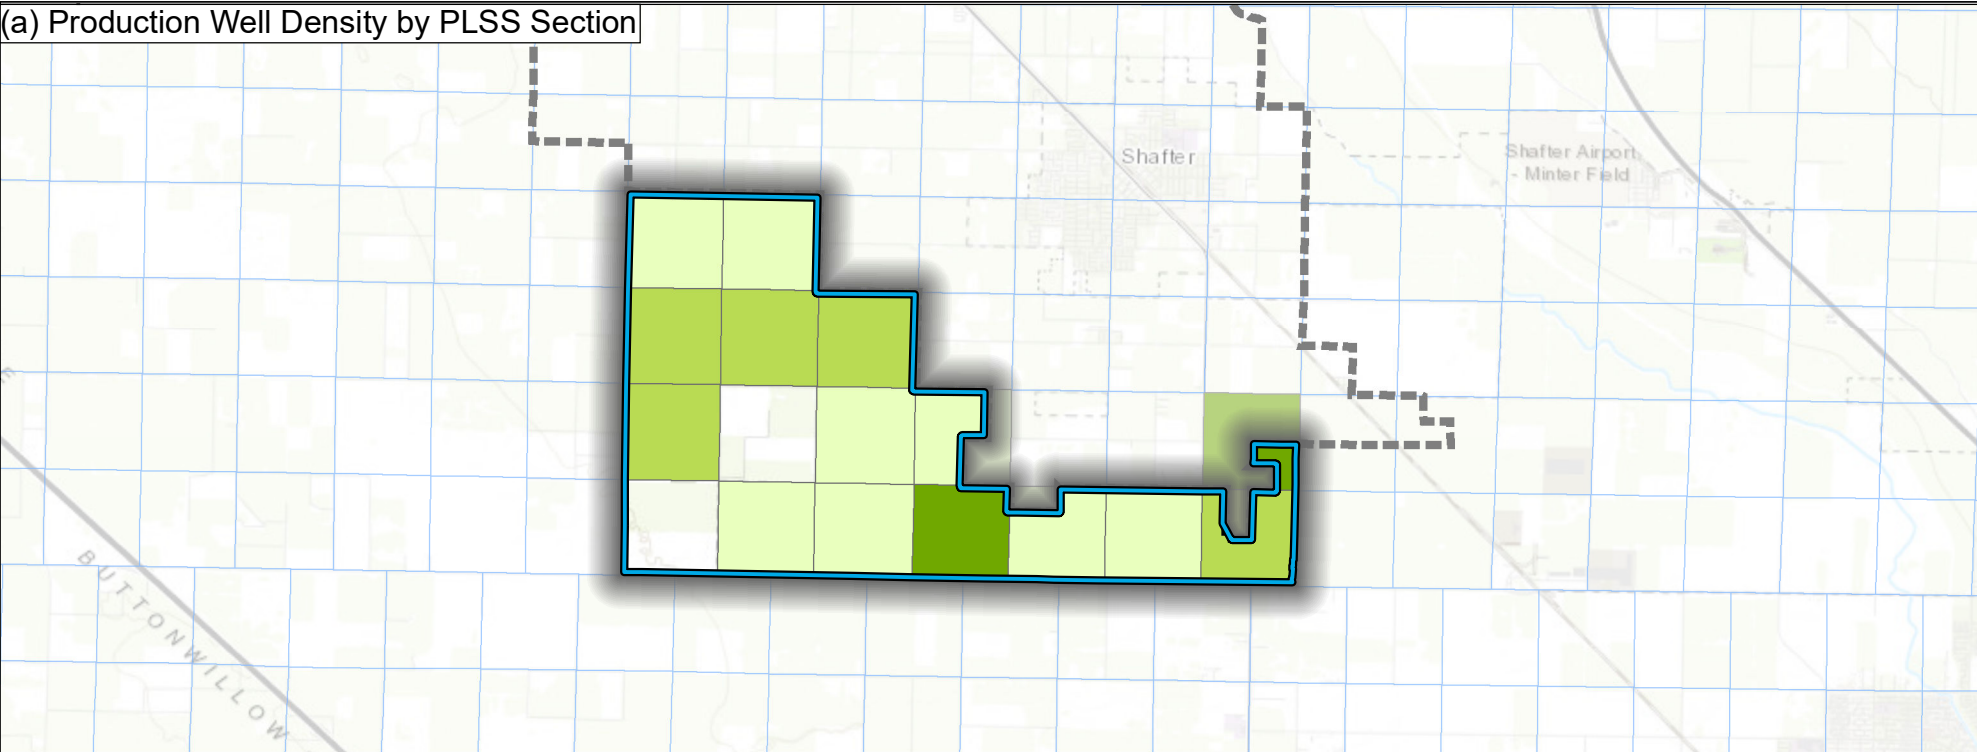 (a) Production Well Density by PLSS Section
Shafter
Shafter Airport,
- Minter Field
BUTTONWILLOW